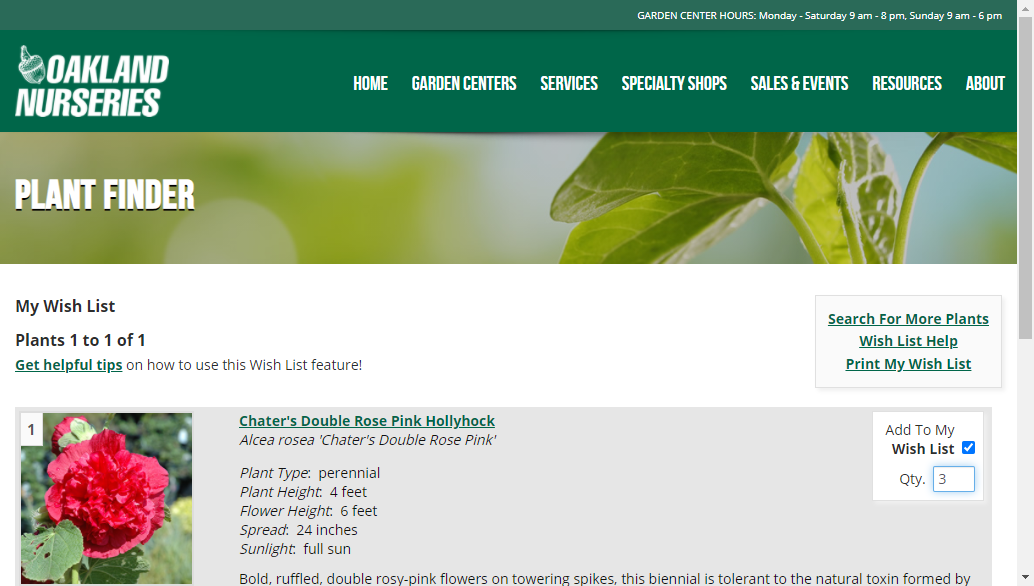 GARDEN CENTER HOURS: Monday - Saturday 9 am - 8 pm, Sunday 9 am - 6 pm
OAKLAND
NURSERIES
HOME GARDEN CENTERS SERVICES SPECIALTY SHOPS SALES & EVENTS RESOURCES ABOUT
PLANT FINDER
My Wish List
Plants 1 to 1 of 1
Get helpful tips on how to use this Wish List feature!
Search For More Plants
Wish List Help
Print My Wish List
1
Chater's Double Rose Pink Hollyhock
Alcea rosea 'Chater's Double Rose Pink'
Plant Type: perennial
Plant Height: 4 feet
Flower Height: 6 feet
Spread: 24 inches
Sunlight: full sun
Bold, ruffled, double rosy-pink flowers on towering spikes, this biennial is tolerant to the natural toxin formed by
Add To My
Wish List
Qty. 3